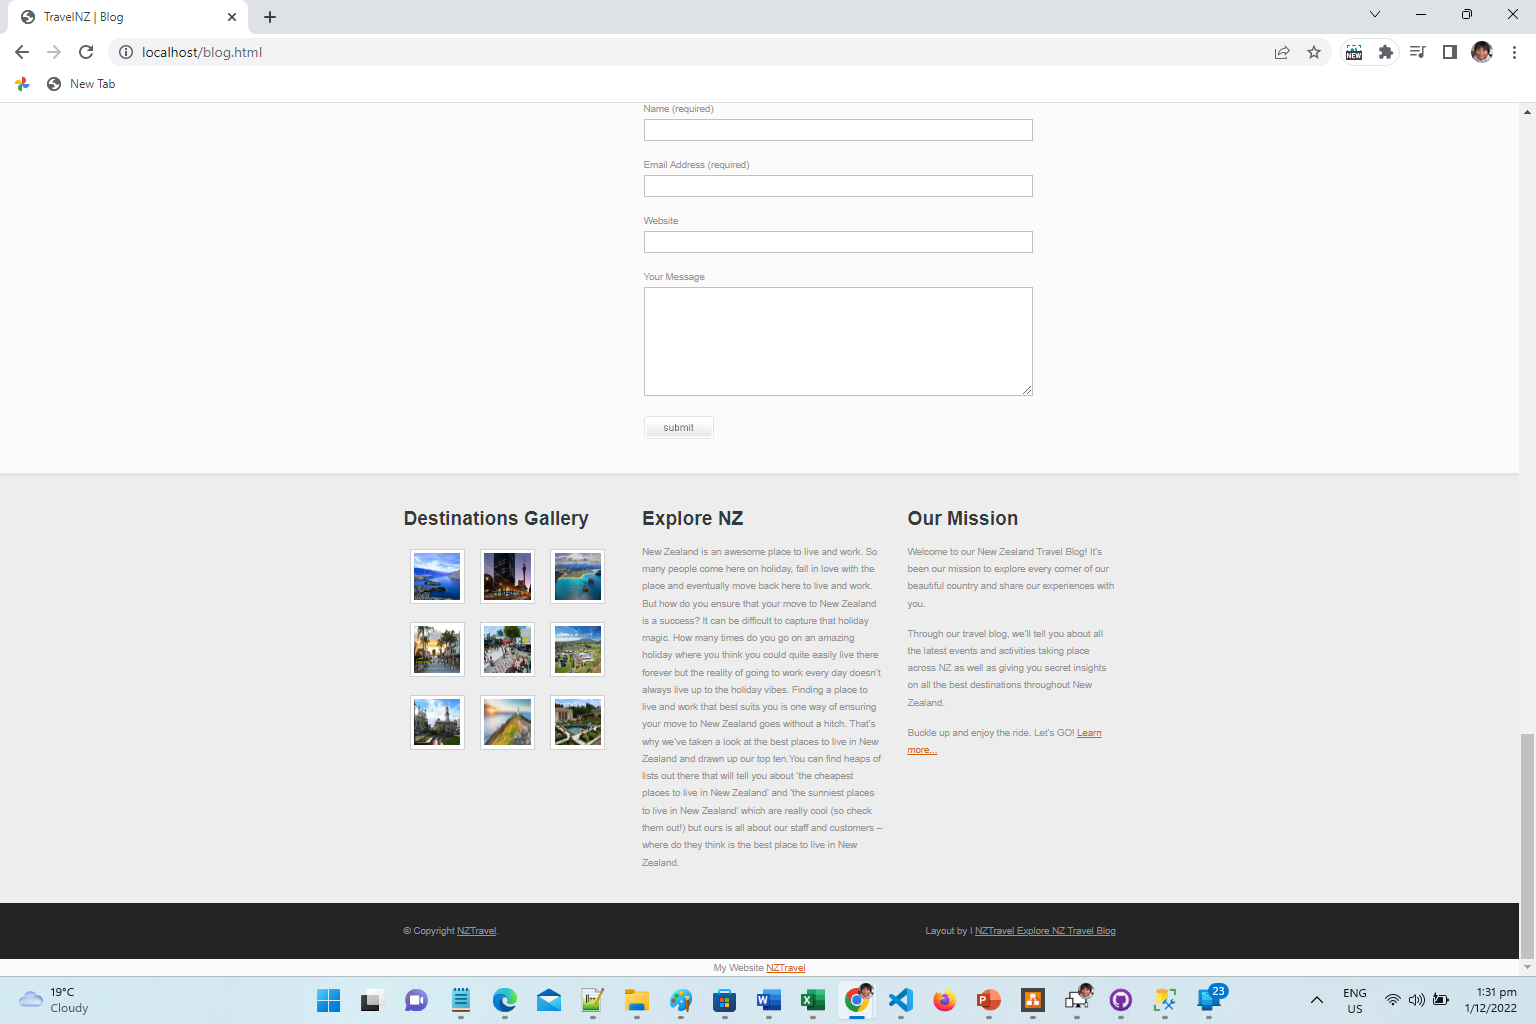 TravelNZ | Blog
localhost/blog.html
NEW
New Tab
Name (required)
Email Address (required)
Website
Your Message
submit
Destinations Gallery
Explore NZ
New Zealand is an awesome place to live and work. So
many people come here on holiday, fall in love with the
place and eventually move back here to live and work.
But how do you ensure that your move to New Zealand
is a success? It can be difficult to capture that holiday
magic. How many times do you go on an amazing
holiday where you think you could quite easily live there
forever but the reality of going to work every day doesn't
always live up to the holiday vibes. Finding a place to
live and work that best suits you is one way of ensuring
your move to New Zealand goes without a hitch. That's
why we've taken a look at the best places to live in New
Zealand and drawn up our top ten.You can find heaps of
lists out there that will tell you about 'the cheapest
places to live in New Zealand' and 'the sunniest places
to live in New Zealand' which are really cool (so check
them out!) but ours is all about our staff and customers –
where do they think is the best place to live in New
Zealand.
Our Mission
Welcome to our New Zealand Travel Blog! It's
been our mission to explore every corner of our
beautiful country and share our experiences with
you.
Through our travel blog, we'll tell you about all
the latest events and activities taking place
across NZ as well as giving you secret insights
on all the best destinations throughout New
Zealand.
Buckle up and enjoy the ride. Let's GO! Learn
more...
© Copyright NZTravel.
Layout by | NZTravel Explore NZ Travel Blog
My Website NZTravel
19°C
Cloudy
23
ENG
US
1:31 pm
1/12/2022